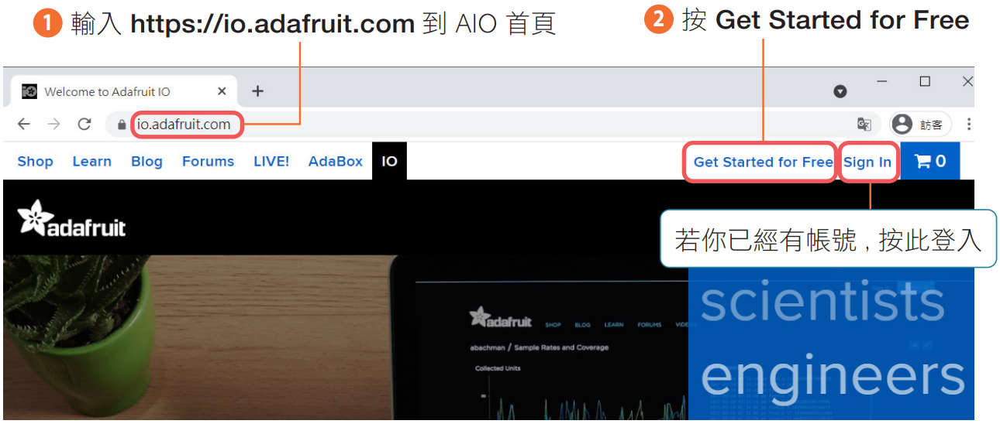 1 輸入 https://io.adafruit.com 到 AIO 首頁
2 按 Get Started for Free
Welcome to Adafruit IO
io.adafruit.com
訪客
Shop Learn Blog Forums LIVE! AdaBox IO
Get Started for Free Sign In 0
adafruit
若你已經有帳號 , 按此登入
scientists
engineers
adafruit SHOP BLOG LEARN FORUMS VIDEOS
abachman / Sample Rates and Coverage
Collected Units